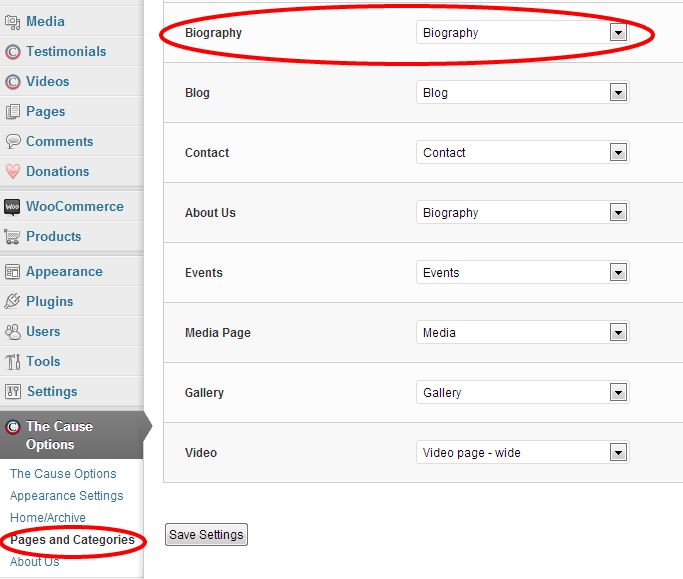 Media
Testimonials
Videos
Pages
Comments
Donations
WOO WooCommerce
Products
Appearance
Plugins
Users
Tools
Settings
C The Cause
Options
The Cause Options
Appearance Settings
Home/Archive
Pages and Categories
About Us
Biography Biography
Blog Blog
Contact Contact
About Us Biography
Events Events
Media Page Media
Gallery Gallery
Video Video page - wide
Save Settings